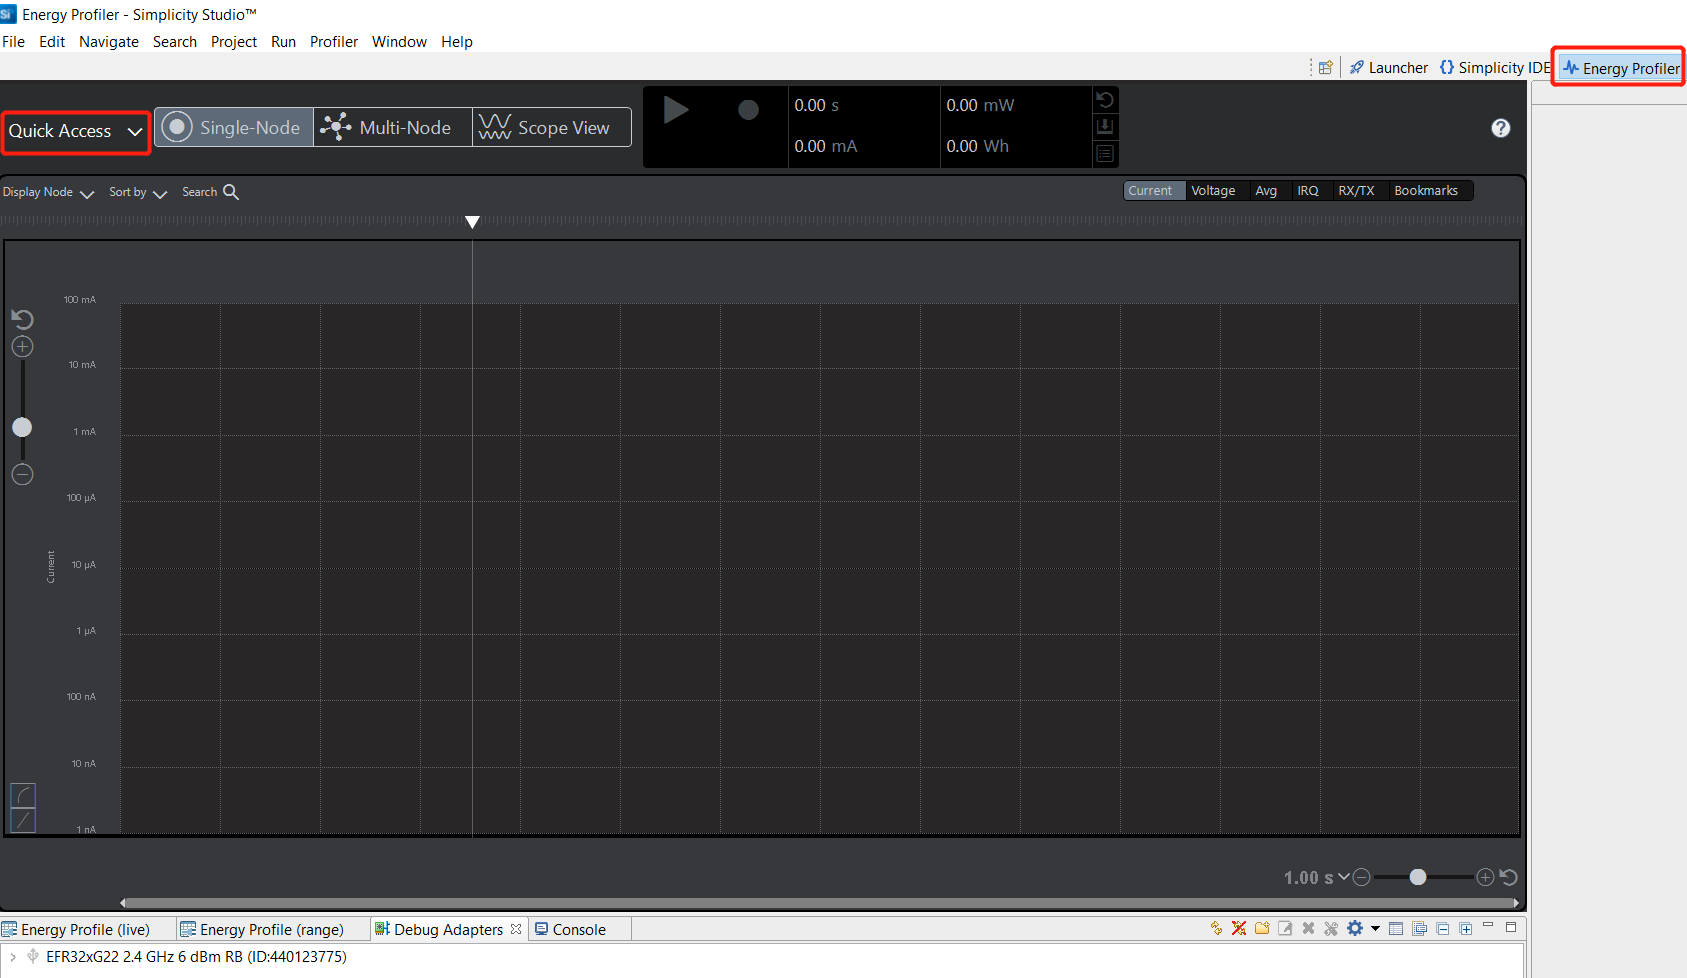 Si Energy Profiler - Simplicity Studio™
File Edit Navigate Search Project Run Profiler Window Help
Launcher {} Simplicity IDE Energy Profiler
Quick Access Single-Node Multi-Node Scope View
0.00 s 0.00 mW
0.00 mA 0.00 Wh
?
Display Node Sort by Search Current Voltage Avg IRQ RX/TX Bookmarks
100 mA
10 mA
1 mA
100 µA
10 µA
1 µA
100 nA
10 nA
1 nA
Current
1.00 s
Energy Profile (live) Energy Profile (range) Debug Adapters Console
EFR32xG22 2.4 GHz 6 dBm RB (ID:440123775)